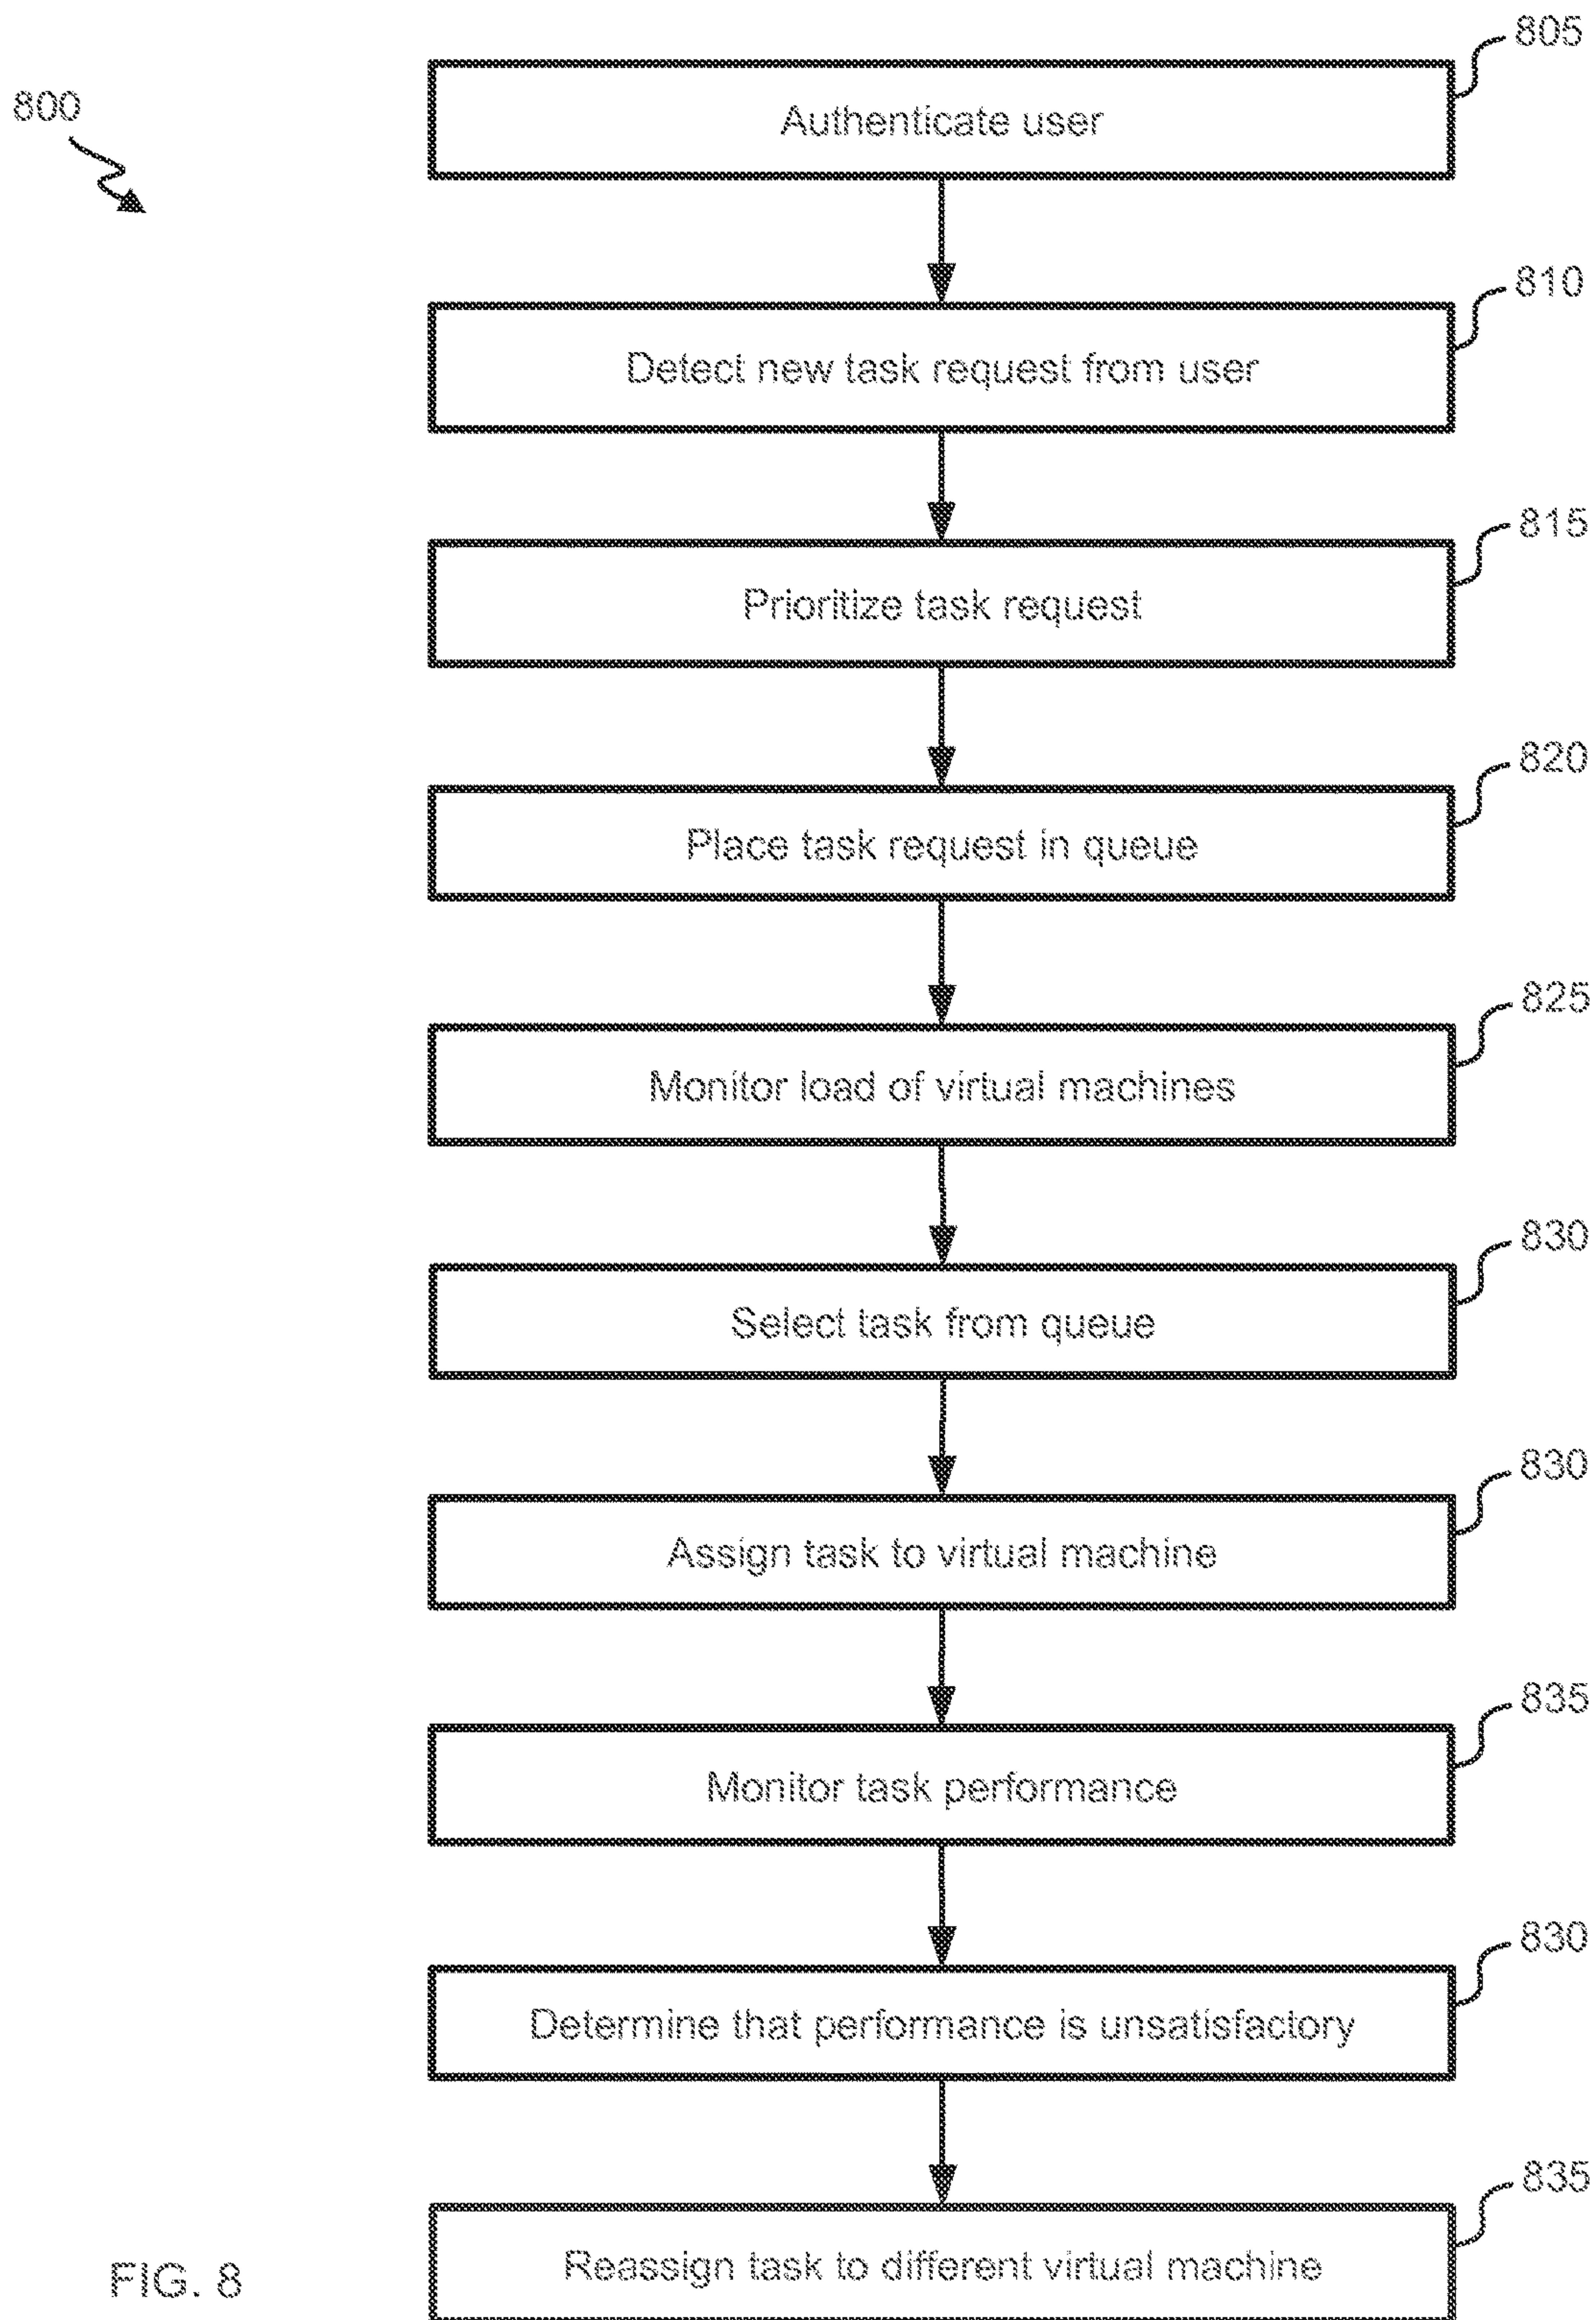 805
800
Authenticate user
810
Detect new task request from user
815
Prioritize task request
820
Place task request in queue
825
Monitor load of virtual machines
830
Select task from queue
830
Assign task to virtual machine
835
Monitor task performance
830
Determine that performance is unsatisfactory
835
Reassign task to different virtual machine
FIG. 8